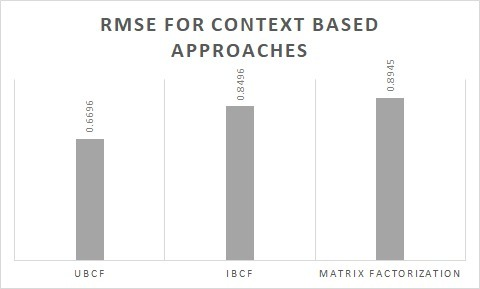 RMSE FOR CONTEXT BASED
APPROACHES
0.6696
0.8496
0.8945
UBCF
IBCF
MATRIX FACTORIZATION